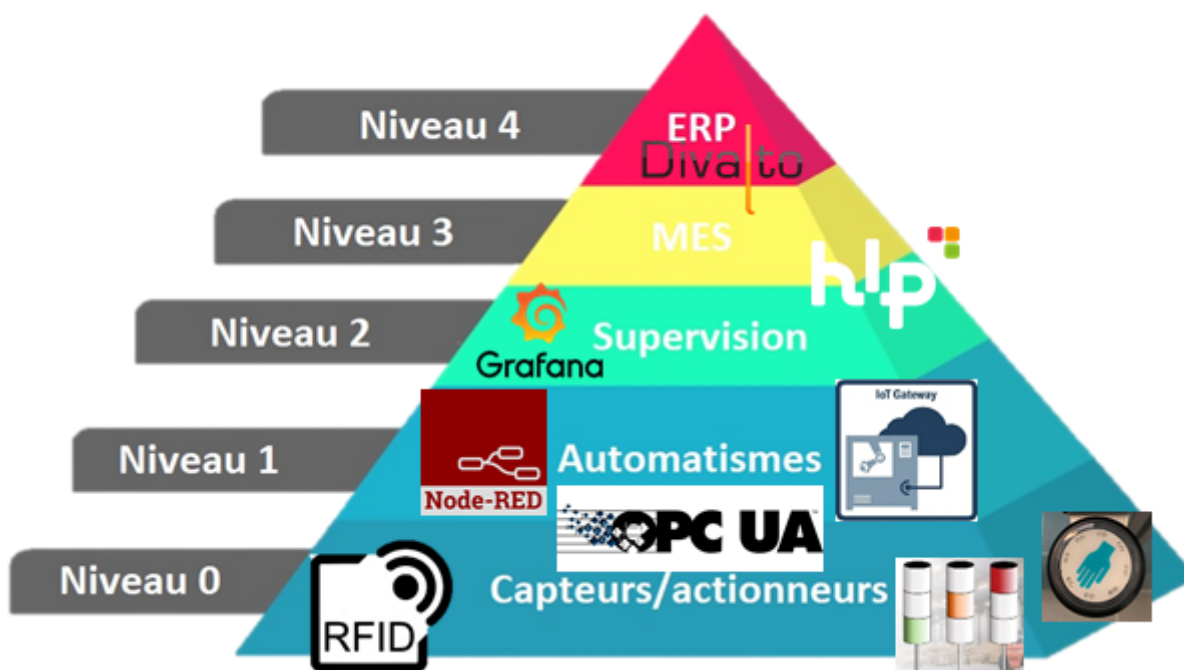 Niveau 4
ERP
Divalto
Niveau 3
MES
hlp
Niveau 2
Supervision
Grafana
IoT Gateway
Niveau 1
Automatismes
Node-RED
OPC UA
Niveau 0
Capteurs/actionneurs
RFID